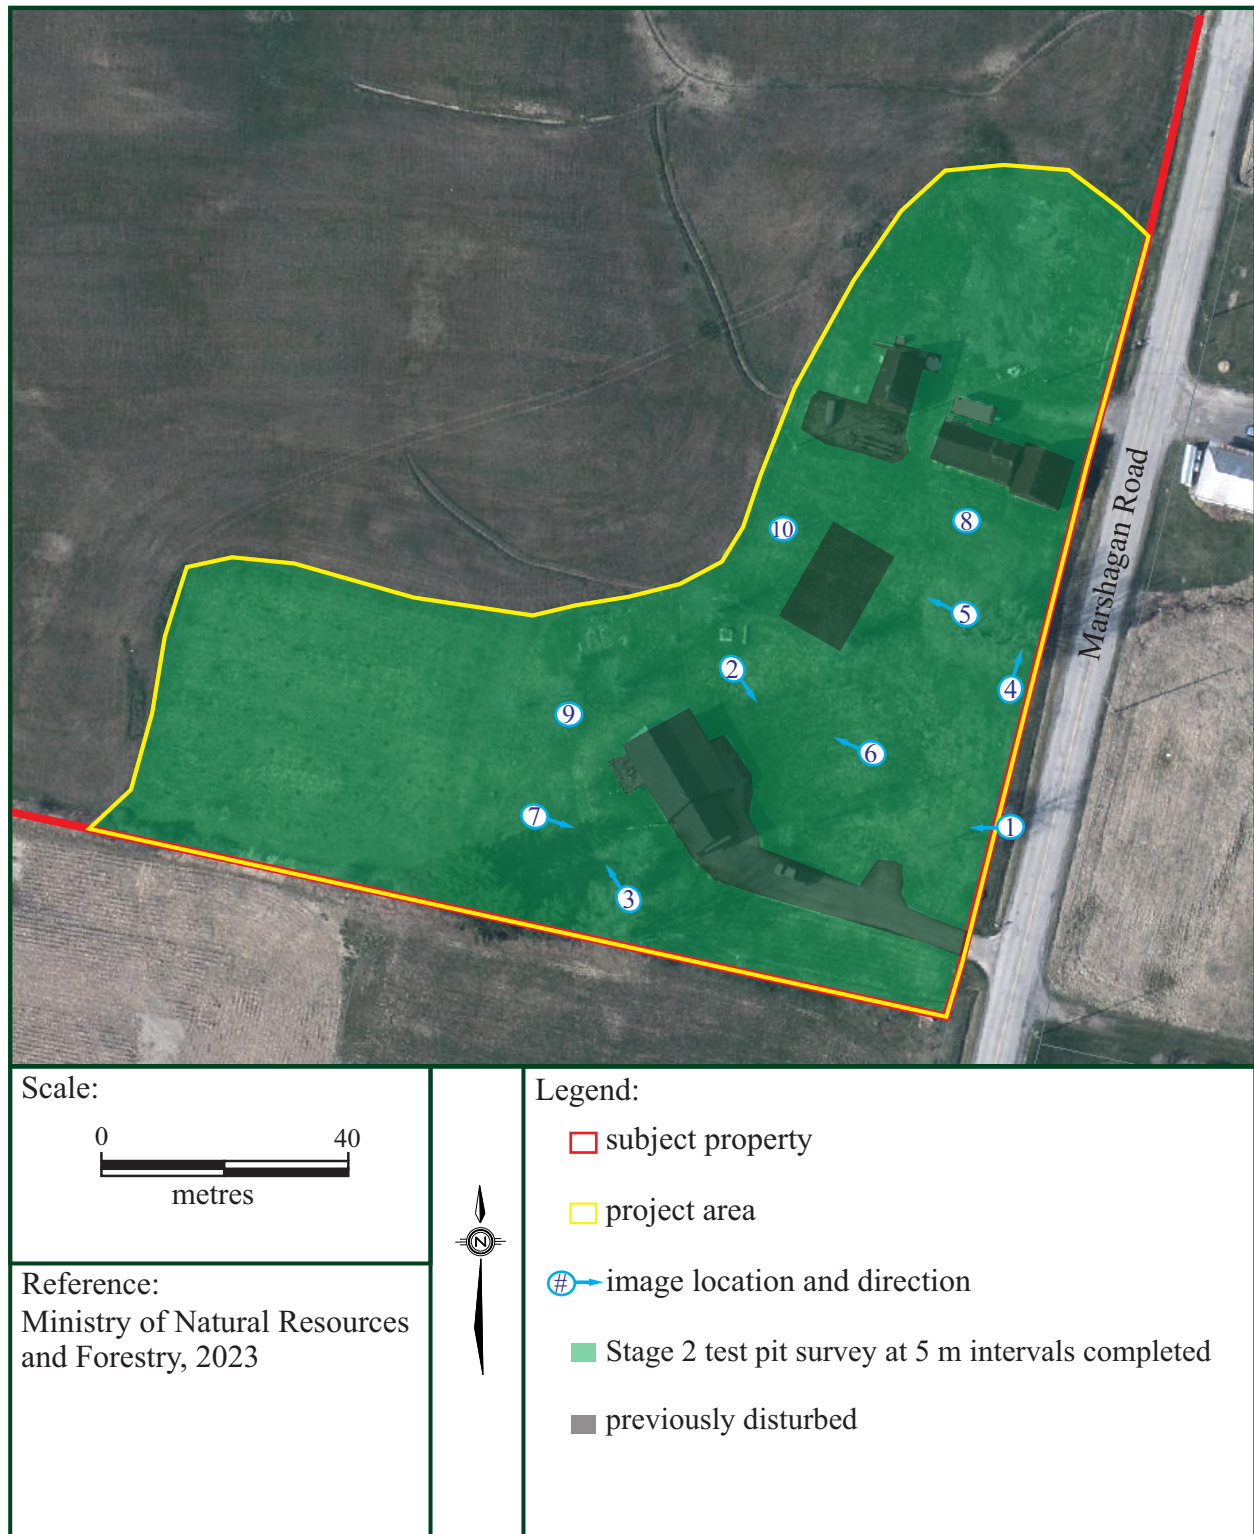 10
8
5
Marshagan Road
2
4
9
6
7
1
3
Scale:
0 40
metres
Reference:
Ministry of Natural Resources
and Forestry, 2023
N
Legend:
subject property
project area
# image location and direction
Stage 2 test pit survey at 5 m intervals completed
previously disturbed